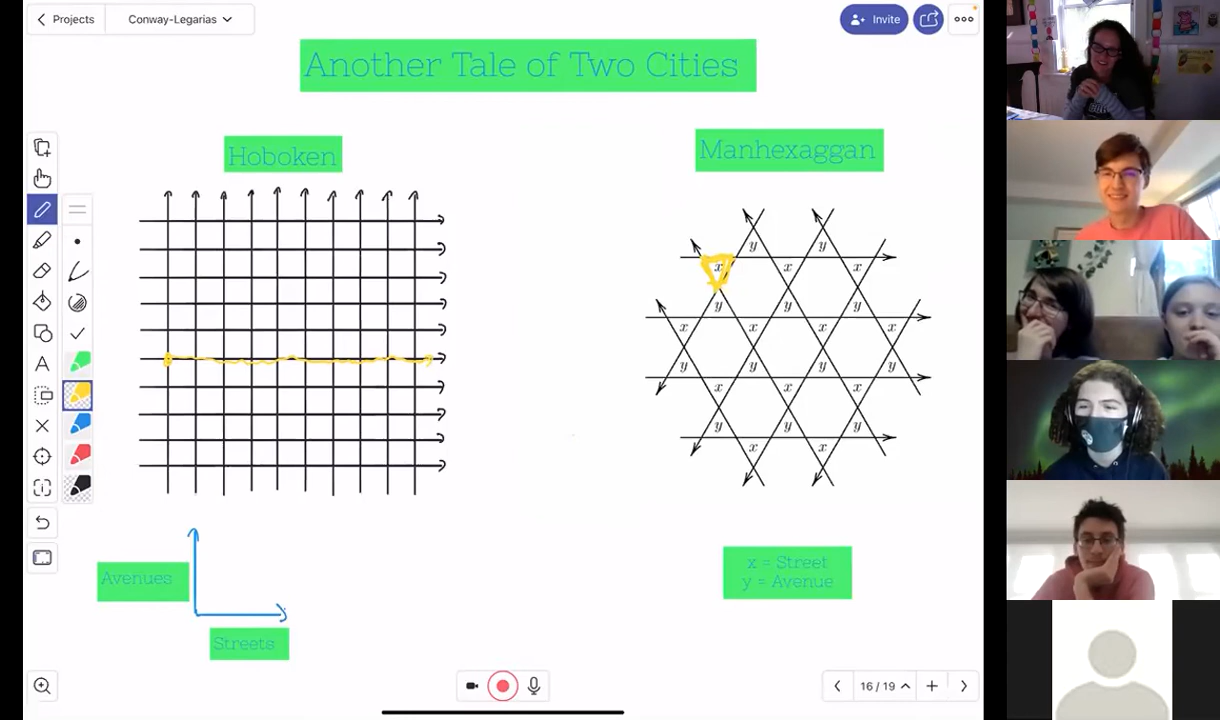 Projects
Conway-Legarias
Invite
Another Tale of Two Cities
Hoboken
Manhexaggan
y y
x x x
y y y
x x x x
y y y y
x x x
y y y
x x
x = Street
y = Avenue
Avenues
Streets
16 / 19